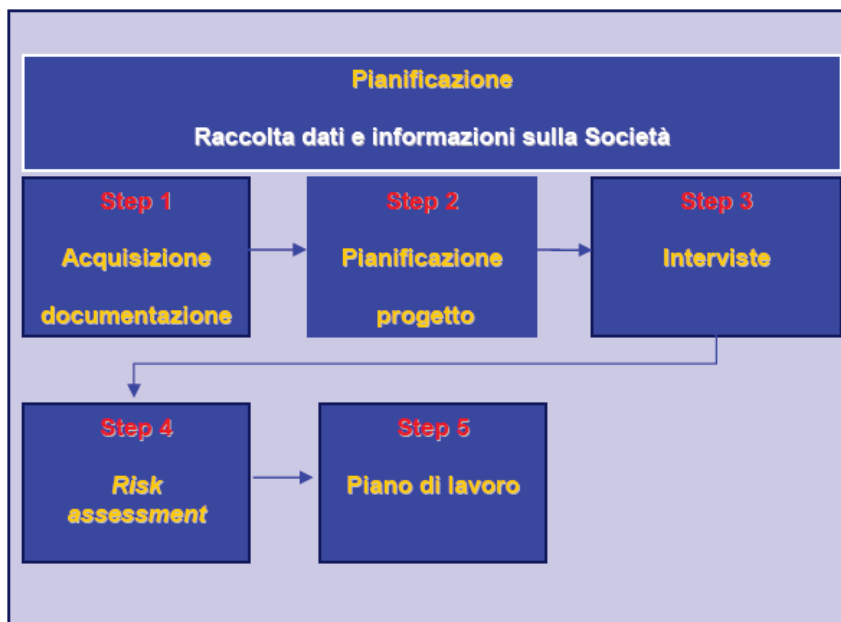 Pianificazione
Raccolta dati e informazioni sulla Società
Step 1
Acquisizione
documentazione
Step 2
Pianificazione
progetto
Step 3
Interviste
Step 4
Risk
assessment
Step 5
Piano di lavoro